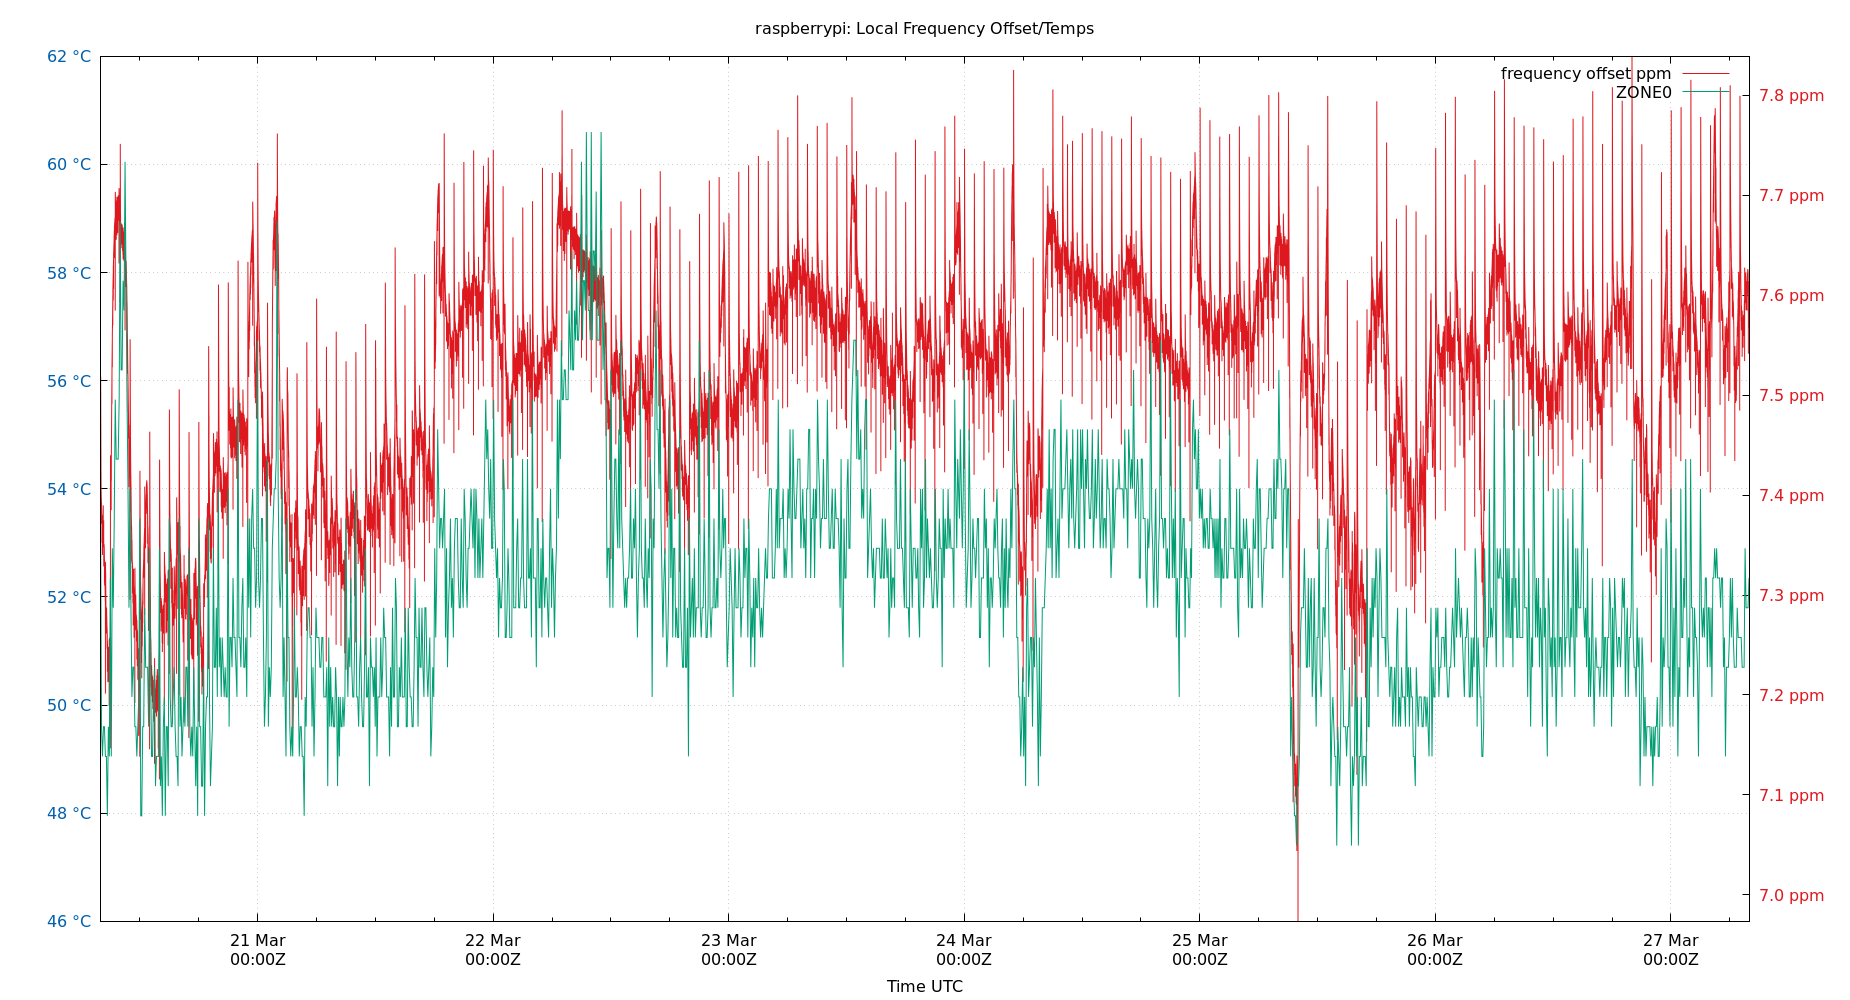 raspberrypi: Local Frequency Offset/Temps
62 °C
60 °C
58 °C
56 °C
54 °C
52 °C
50 °C
48 °C
46 °C
frequency offset ppm
ZONE0
7.8 ppm
7.7 ppm
7.6 ppm
7.5 ppm
7.4 ppm
7.3 ppm
7.2 ppm
7.1 ppm
7.0 ppm
21 Mar
00:00Z
22 Mar
00:00Z
23 Mar
00:00Z
24 Mar
00:00Z
25 Mar
00:00Z
26 Mar
00:00Z
27 Mar
00:00Z
Time UTC